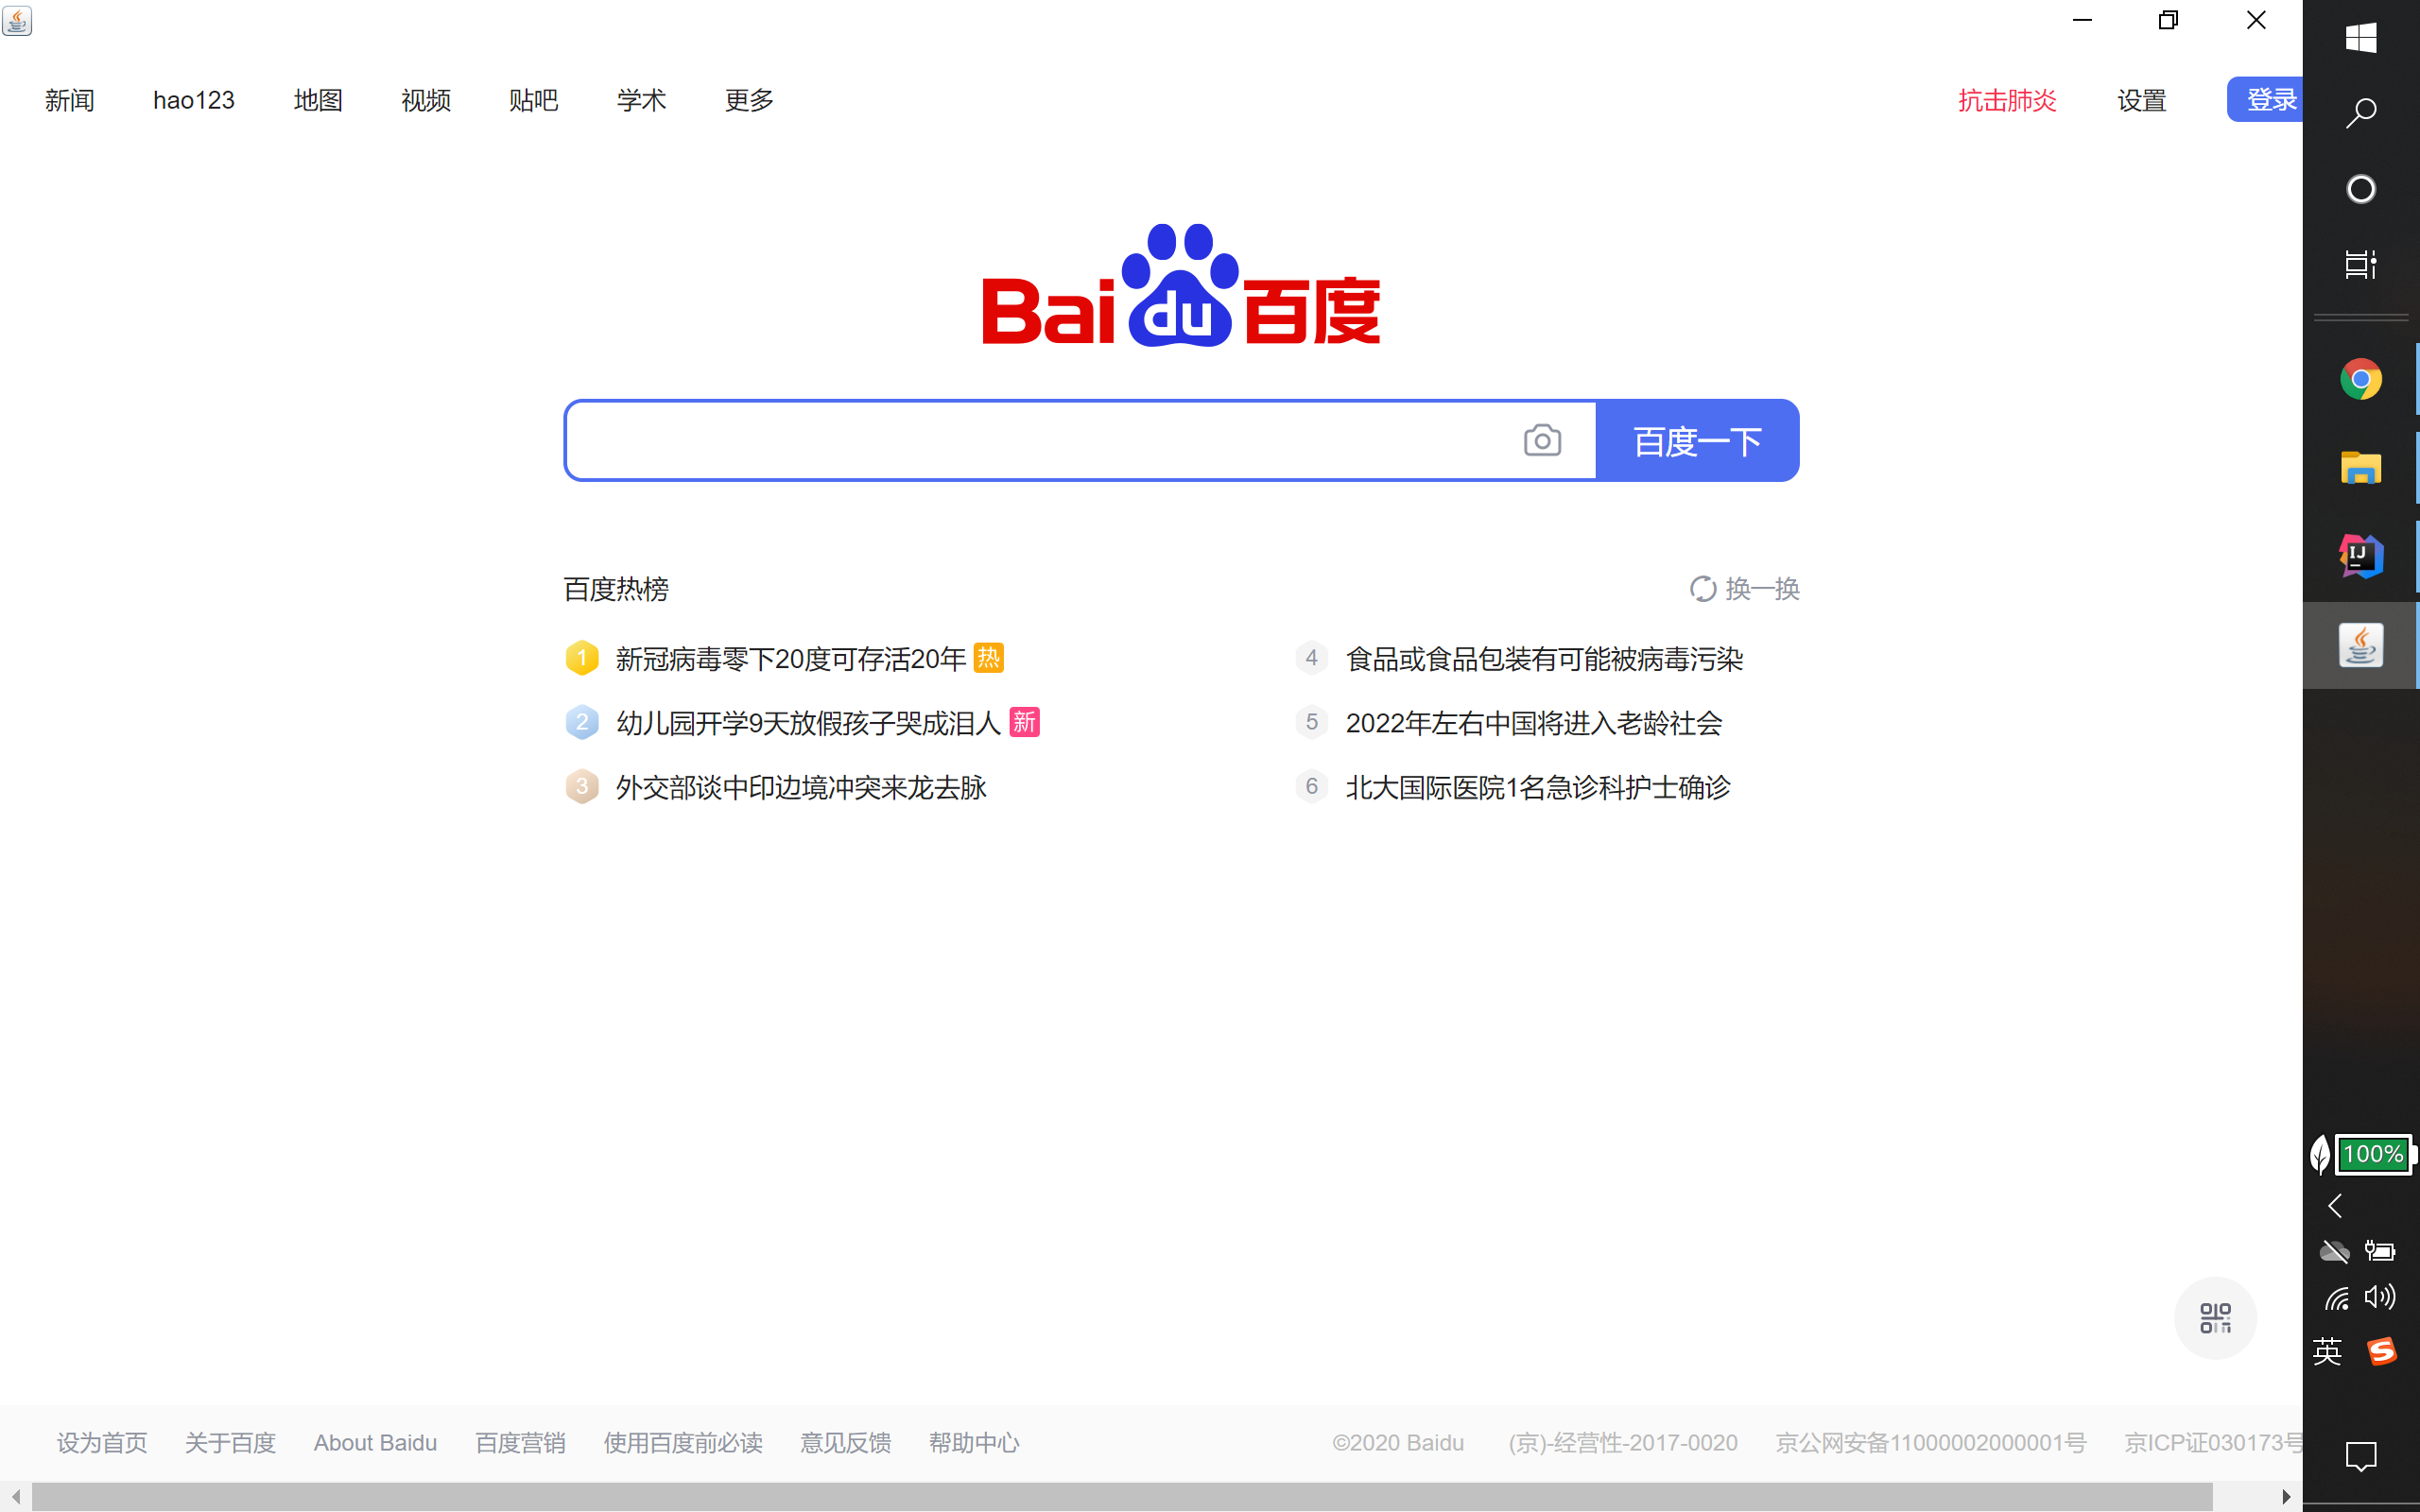 新闻 hao123 地图 视频 贴吧 学术 更多 抗击肺炎 设置 登录
Bai du 百度
百度一下
百度热榜 换一换
1 新冠病毒零下20度可存活20年 热
4 食品或食品包装有可能被病毒污染
2 幼儿园开学9天放假孩子哭成泪人 新
5 2022年左右中国将进入老龄社会
3 外交部谈中印边境冲突来龙去脉
6 北大国际医院1名急诊科护士确诊
设为首页 关于百度 About Baidu 百度营销 使用百度前必读 意见反馈 帮助中心 ©2020 Baidu (京)-经营性-2017-0020 京公网安备11000002000001号 京ICP证030173号
IJ
100%
英 S